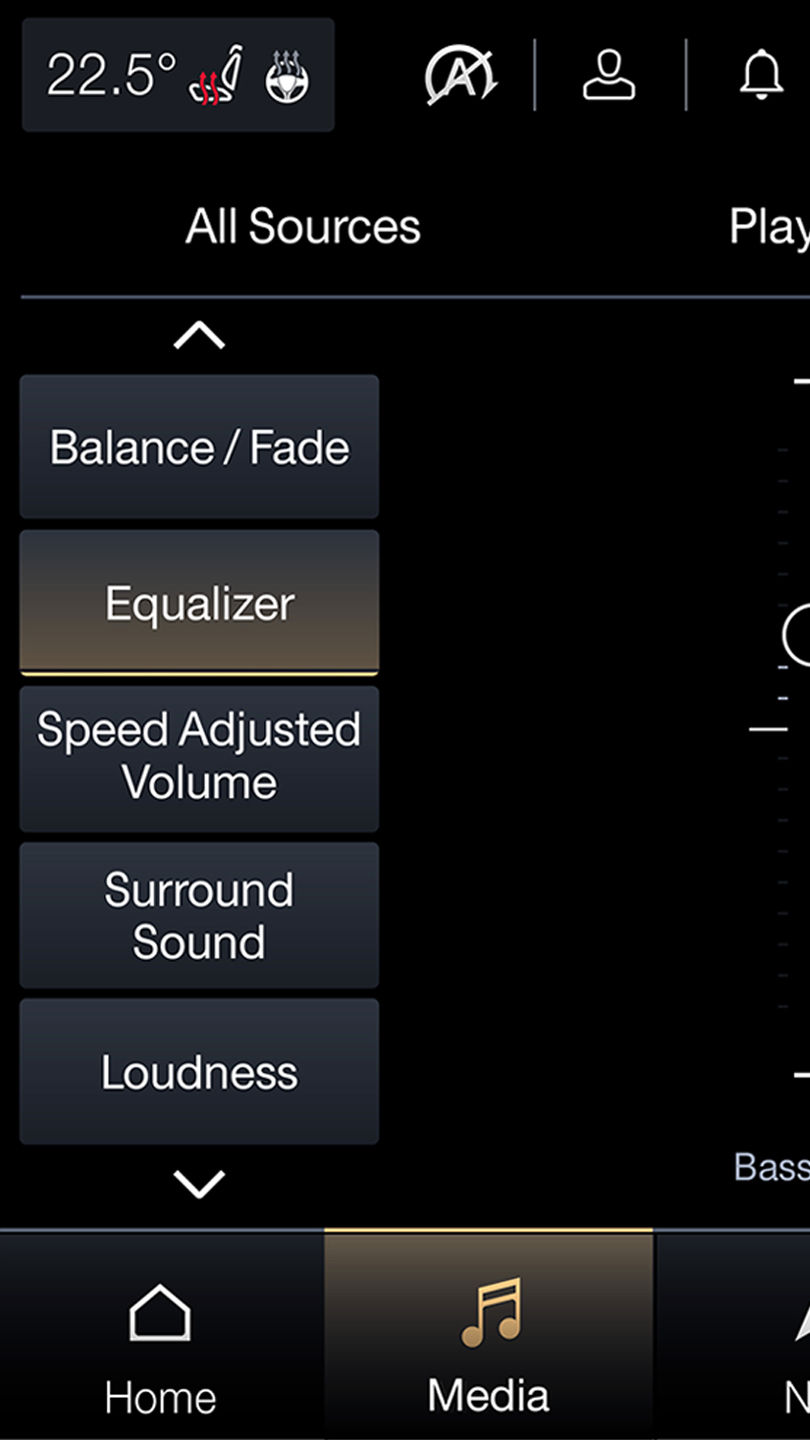 22.5°
All Sources
Play
Balance / Fade
Equalizer
Speed Adjusted
Volume
Surround
Sound
Loudness
Bass
Home
Media
N